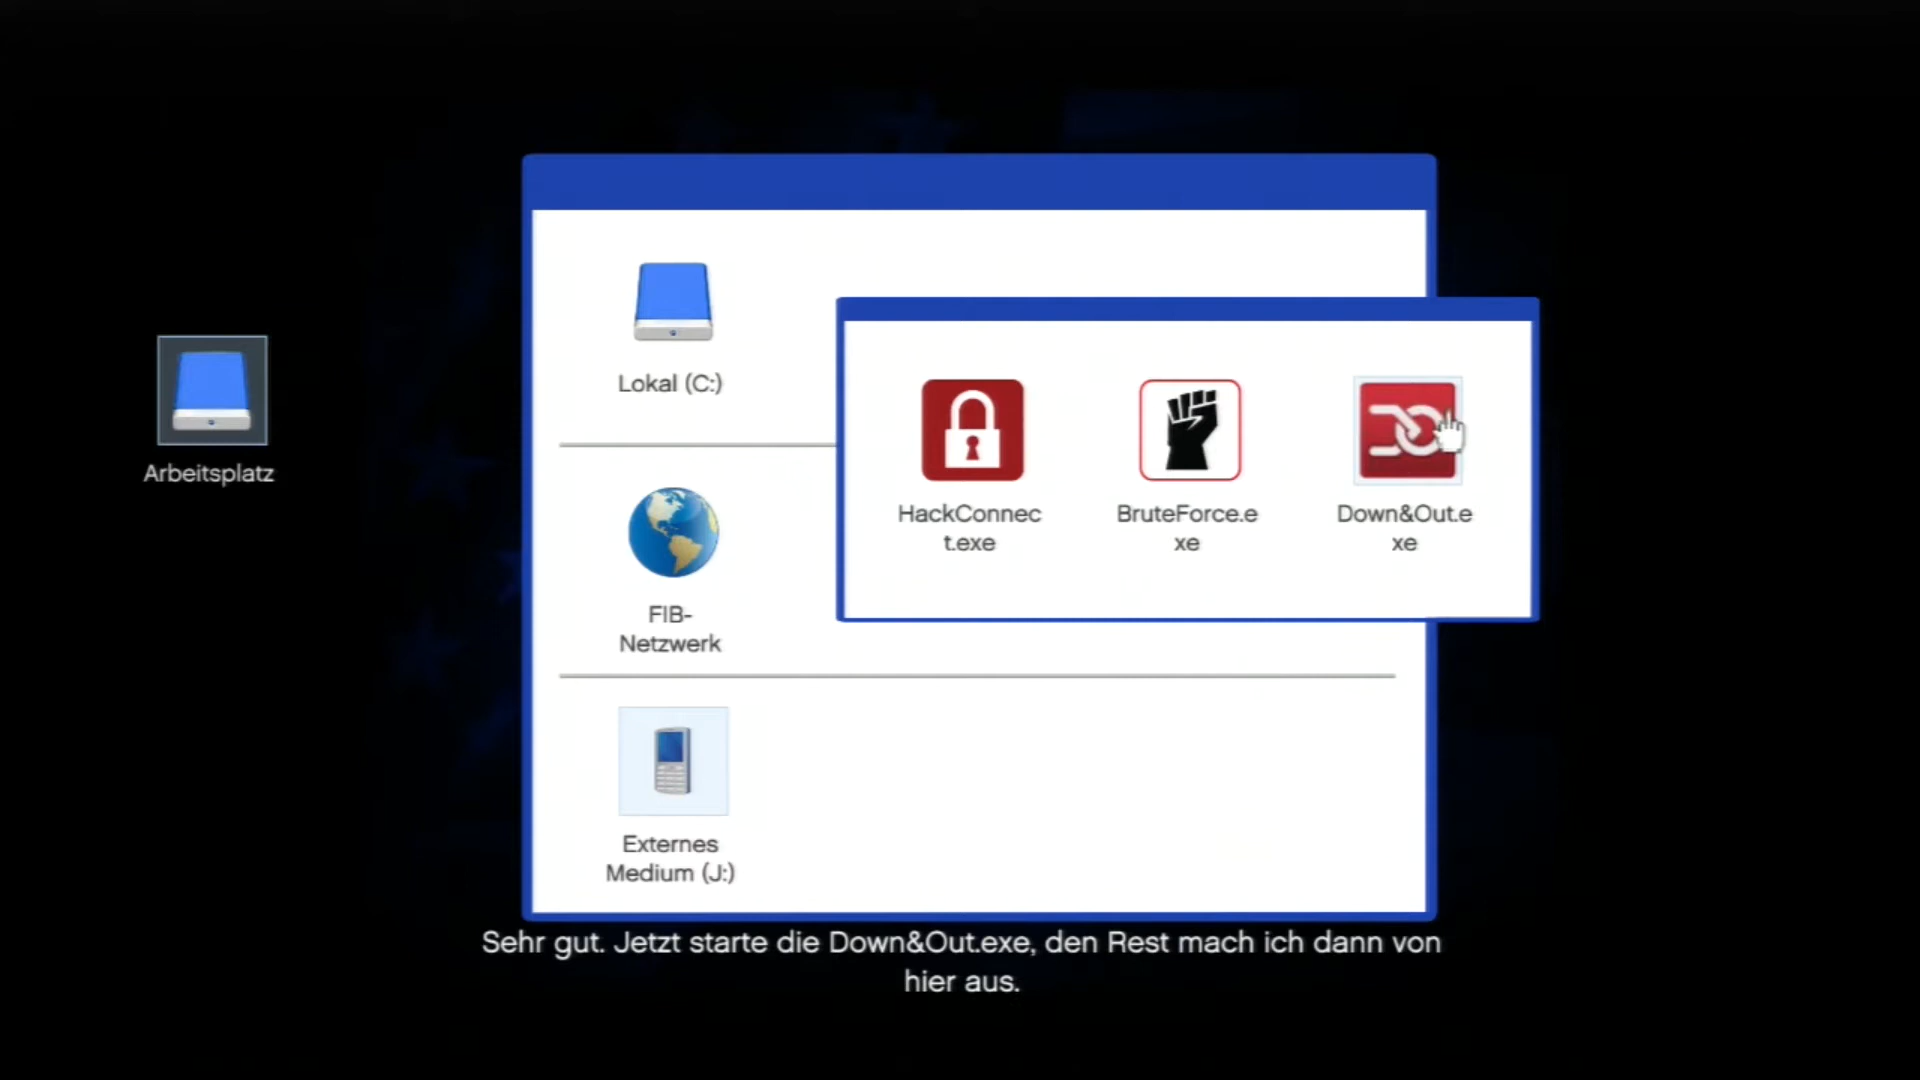 Arbeitsplatz
Lokal (C:)
FIB-
Netzwerk
Externes
Medium (J:)
HackConnec
t.exe
BruteForce.e
xe
Down&Out.e
xe
Sehr gut. Jetzt starte die Down&Out.exe, den Rest mach ich dann von
hier aus.